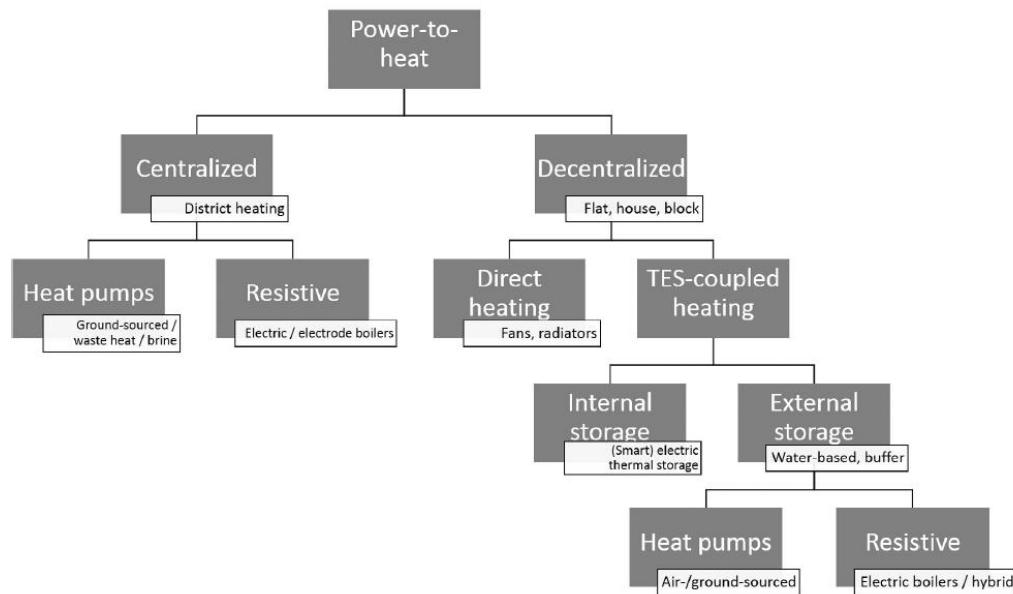 Power-to-
heat
Centralized
District heating
Decentralized
Flat, house, block
Heat pumps
Ground-sourced /
waste heat / brine
Resistive
Electric / electrode boilers
Direct
heating
Fans, radiators
TES-coupled
heating
Internal
storage
(Smart) electric
thermal storage
External
storage
Water-based, buffer
Heat pumps
Air-/ground-sourced
Resistive
Electric boilers / hybrid